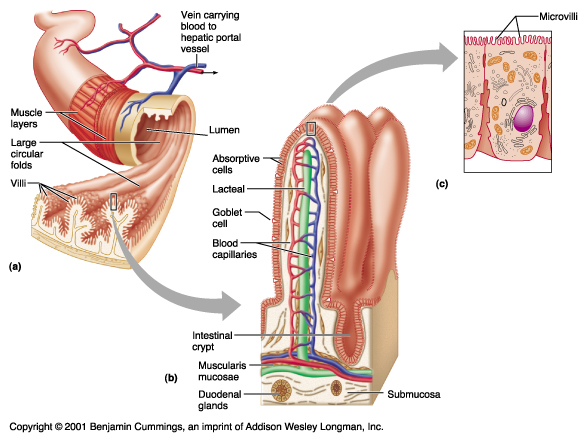 Vein carrying
blood to
hepatic portal
vessel
Microvilli
Muscle
layers
Lumen
Large
circular
folds
Villi
(a)
Absorptive
cells
Lacteal
Goblet
cell
Blood
capillaries
(c)
Intestinal
crypt
Muscularis
mucosae
(b)
Duodenal
glands
Submucosa
Copyright © 2001 Benjamin Cummings, an imprint of Addison Wesley Longman, Inc.